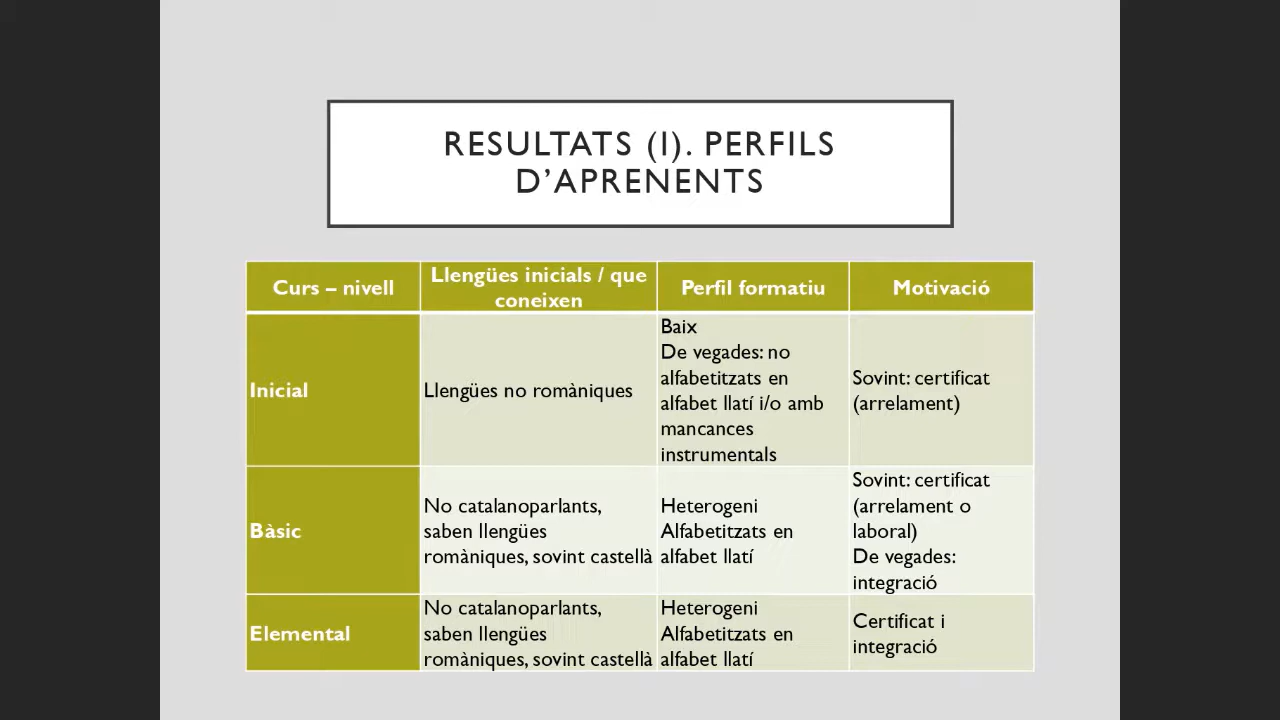 RESULTATS (I). PERFILS
D’APRENENTS
Curs – nivell
Llengües inicials / que
coneixen
Perfil formatiu
Motivació
Inicial
Llengües no romàniques
Baix
De vegades: no
alfabetitzats en
alfabet llatí i/o amb
mancances
instrumentals
Sovint: certificat
(arrelament)
Bàsic
No catalanoparlants,
saben llengües
romàniques, sovint castellà
Heterogeni
Alfabetitzats en
alfabet llatí
Sovint: certificat
(arrelament o
laboral)
De vegades:
integració
Elemental
No catalanoparlants,
saben llengües
romàniques, sovint castellà
Heterogeni
Alfabetitzats en
alfabet llatí
Certificat i
integració